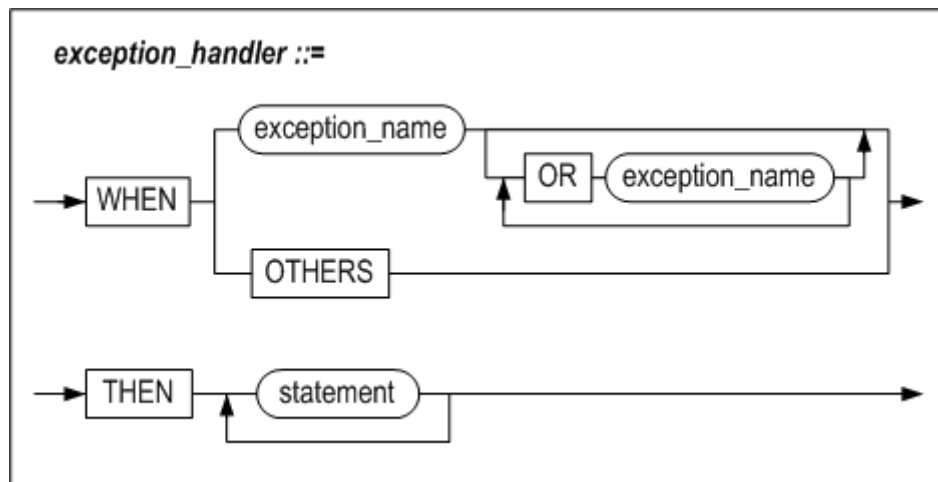 exception_handler ::=
exception_name
OR exception_name
WHEN
OTHERS
THEN statement